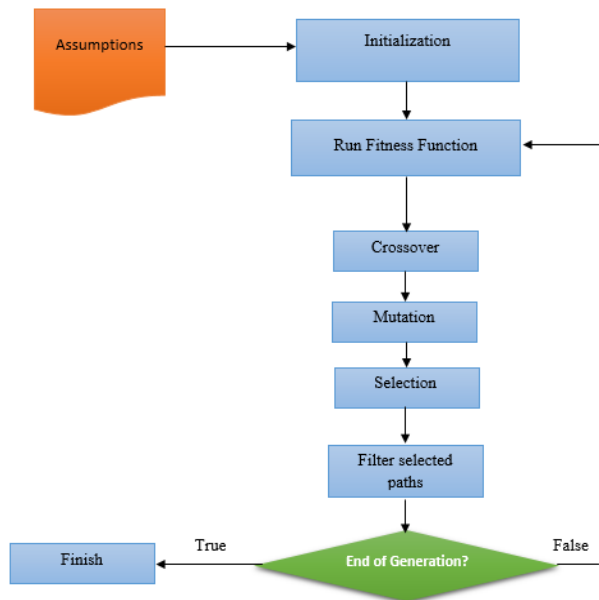 Assumptions
Initialization
Run Fitness Function
Crossover
Mutation
Selection
Filter selected
paths
True
End of Generation?
False
Finish